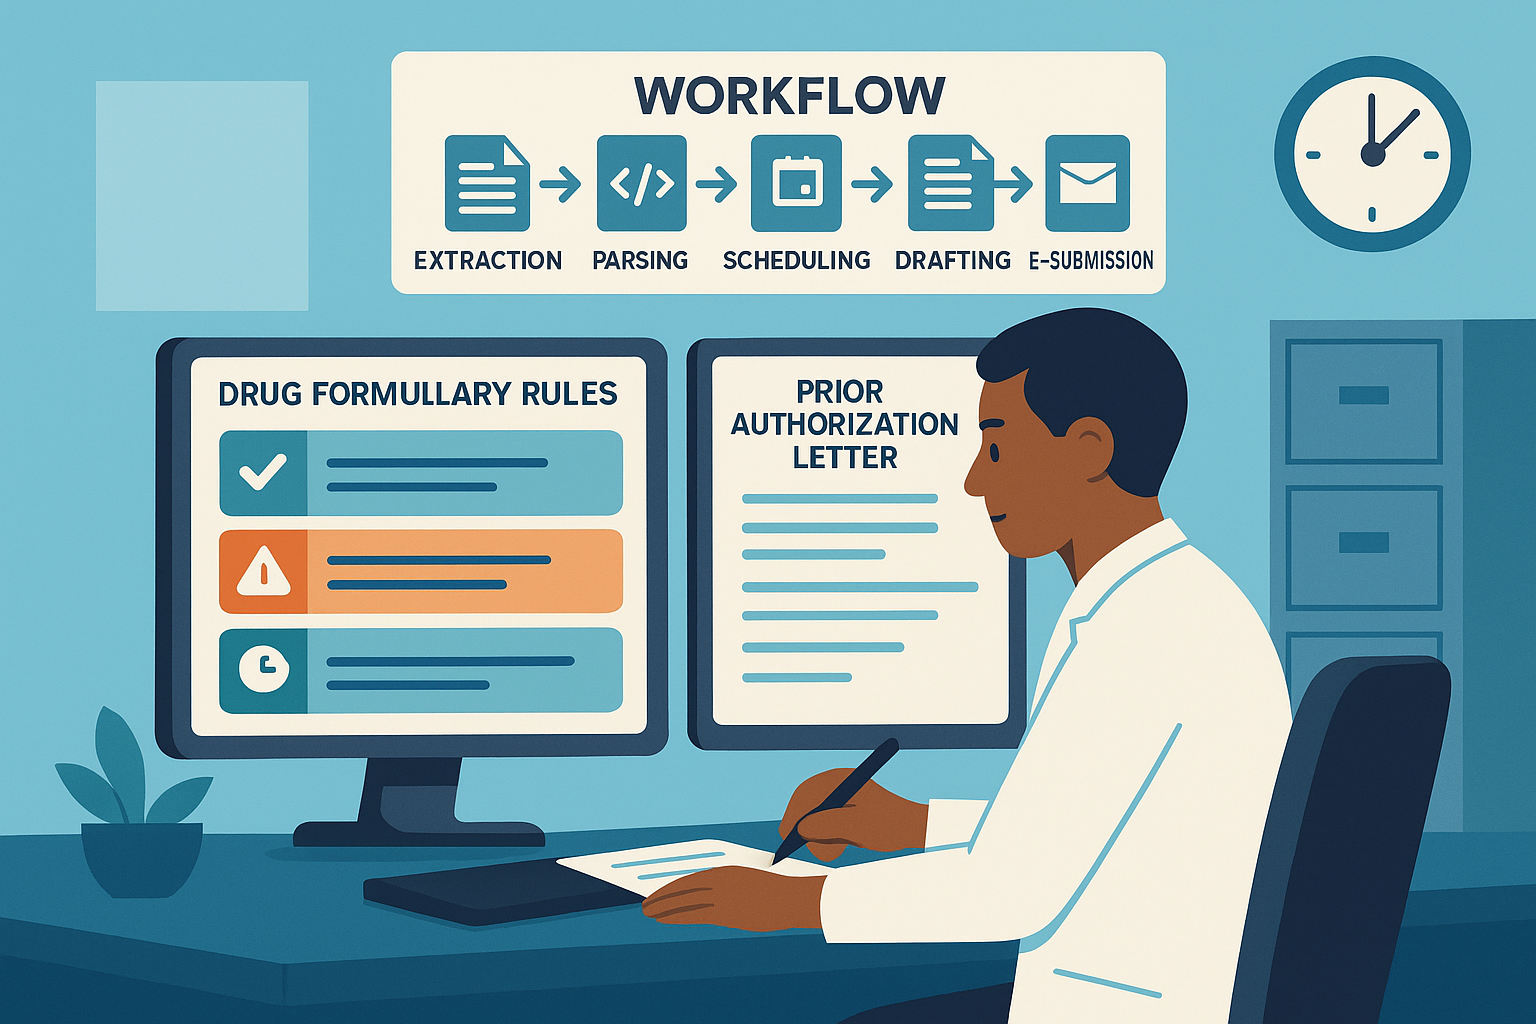 WORKFLOW
EXTRACTION PARSING SCHEDULING DRAFTING E-SUBMISSION
DRUG FORMULLARY RULES
PRIOR
AUTHORIZATION
LETTER